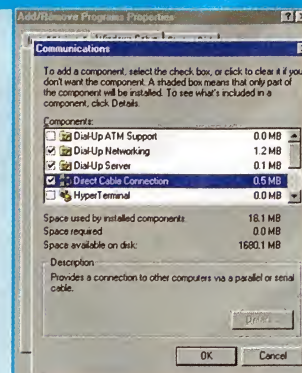 Add/Remove Programs Properties
Communications
To add a component, select the check box, or click to clear it if you
don't want the component. A shaded box means that only part of
the component will be installed. To see what's included in a
component, click Details.
Components:
Dial-Up ATM Support 0.0 MB
Dial-Up Networking 1.2 MB
Dial-Up Server 0.1 MB
Direct Cable Connection 0.5 MB
HyperTerminal 0.0 MB
Space used by installed components: 18.1 MB
Space required 0.0 MB
Space available on disk: 1680.1 MB
Description
Provides a connection to other computers via a parallel or serial
cable.
Details...
OK Cancel